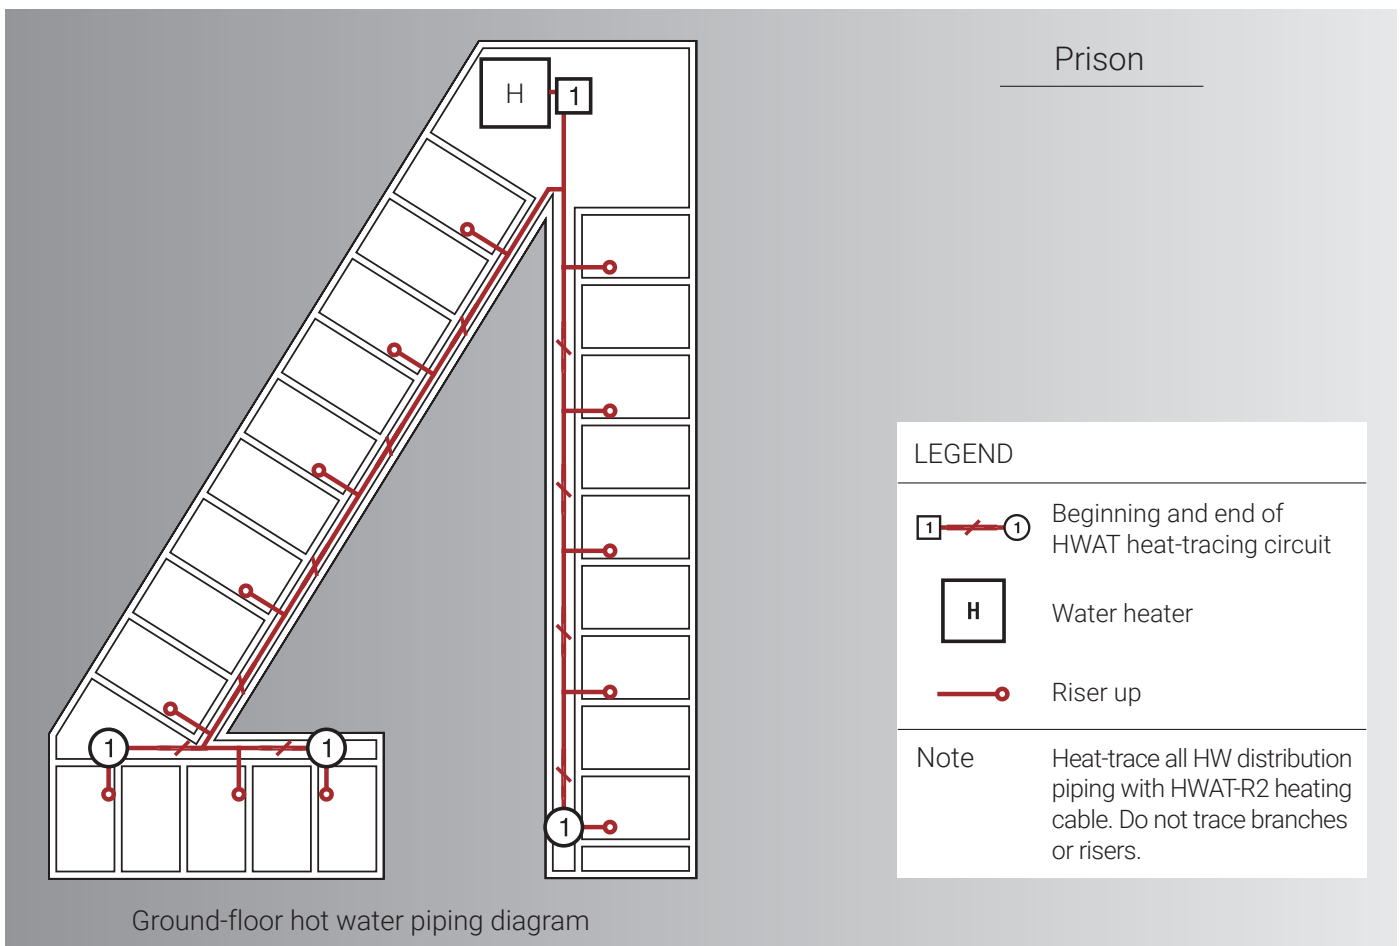 Prison
H
1
1
1
1
LEGEND
1
1
Beginning and end of
HWAT heat-tracing circuit
H
Water heater
Riser up
Note
Heat-trace all HW distribution
piping with HWAT-R2 heating
cable. Do not trace branches
or risers.
Ground-floor hot water piping diagram